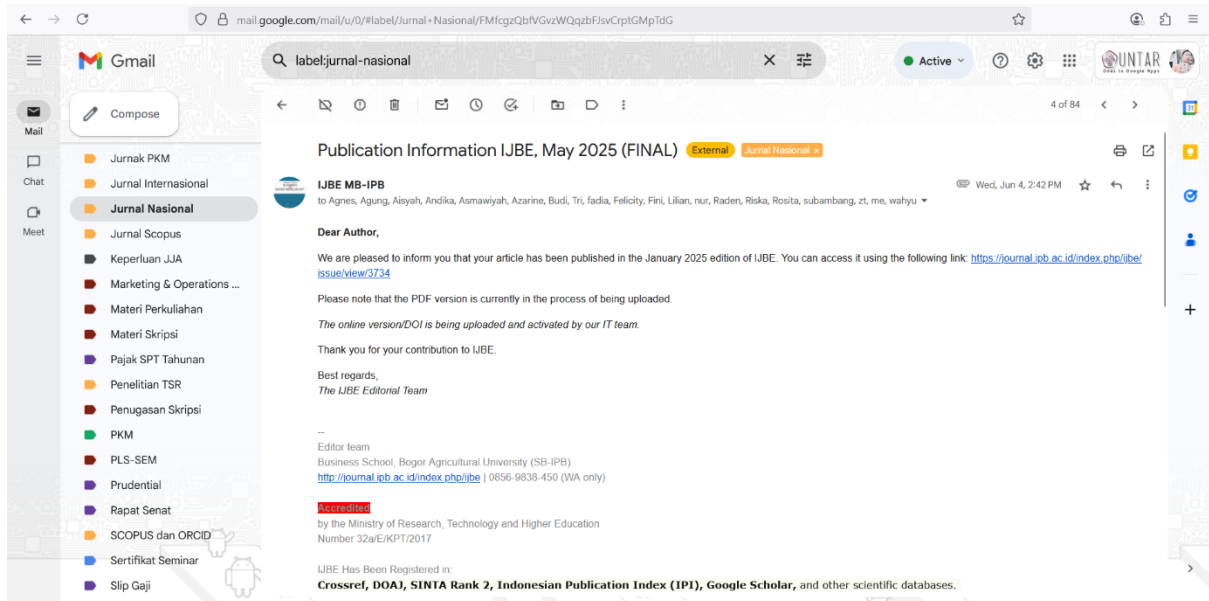 mail.google.com/mail/u/0/#label/Jurnal+Nasional/FMfcgzQbfVGvzWQqzbFJsvCrptGMpTdG
Gmail
label:jurnal-nasional
Active
UNTAR
Mail
Chat
Meet
Compose
Jurnak PKM
Jurnal Internasional
Jurnal Nasional
Jurnal Scopus
Keperluan JJA
Marketing & Operations ...
Materi Perkuliahan
Materi Skripsi
Pajak SPT Tahunan
Penelitian TSR
Penugasan Skripsi
PKM
PLS-SEM
Prudential
Rapat Senat
SCOPUS dan ORCID
Sertifikat Seminar
Slip Gaji
4 of 84
Publication Information IJBE, May 2025 (FINAL) External Jurnal Nasional ×
IJBE MB-IPB
Wed, Jun 4, 2:42 PM
to Agnes, Agung, Aisyah, Andika, Asmawiyah, Azarine, Budi, Tri, fadia, Felicity, Fini, Lilian, nur, Raden, Riska, Rosita, subambang, zt, me, wahyu
Dear Author,
We are pleased to inform you that your article has been published in the January 2025 edition of IJBE. You can access it using the following link: https://journal.ipb.ac.id/index.php/ijbe/
issue/view/3734
Please note that the PDF version is currently in the process of being uploaded.
The online version/DOI is being uploaded and activated by our IT team.
Thank you for your contribution to IJBE.
Best regards,
The IJBE Editorial Team
--
Editor team
Business School, Bogor Agricultural University (SB-IPB)
http://journal.ipb.ac.id/index.php/ijbe | 0856-9838-450 (WA only)
Accredited
by the Ministry of Research, Technology and Higher Education
Number 32a/E/KPT/2017
IJBE Has Been Registered in:
Crossref, DOAJ, SINTA Rank 2, Indonesian Publication Index (IPI), Google Scholar, and other scientific databases.